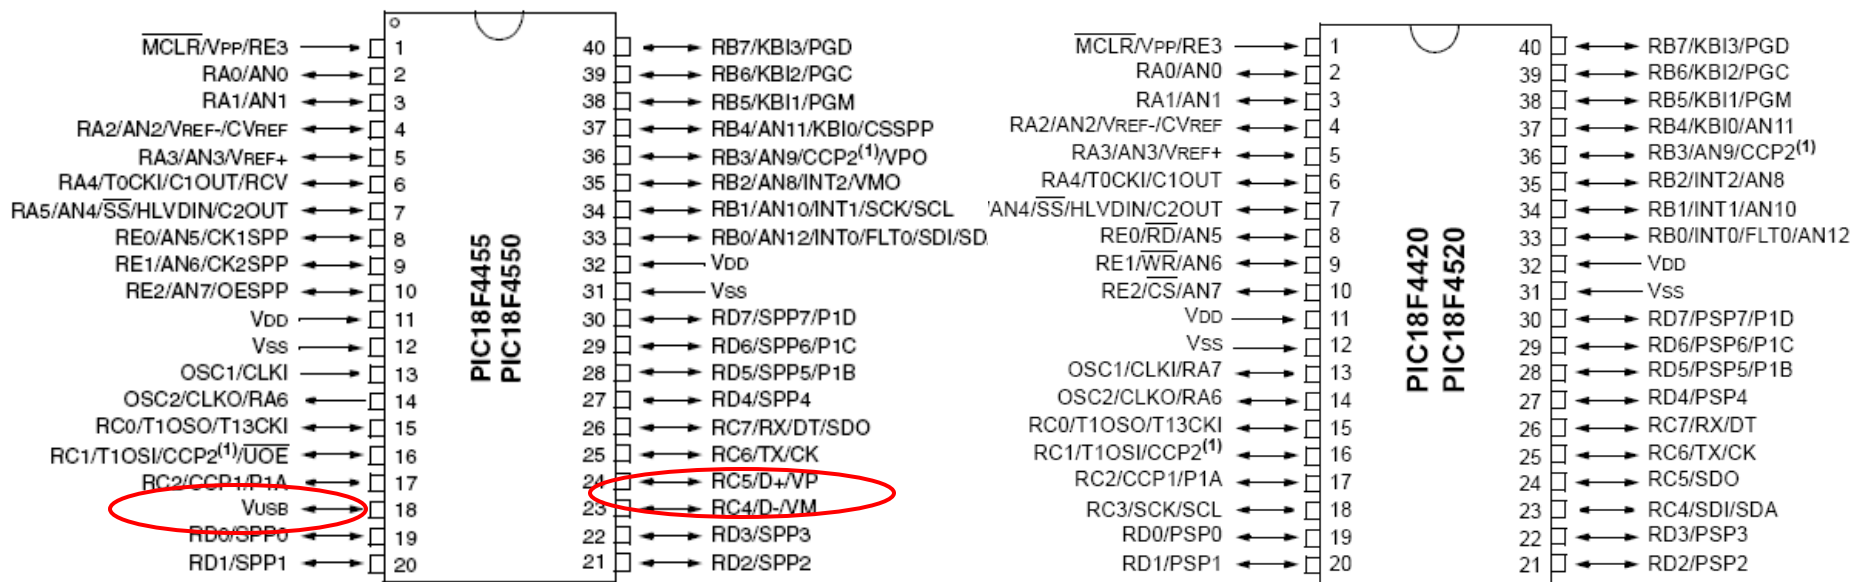 MCLR/VPP/RE3
RA0/AN0
RA1/AN1
RA2/AN2/VREF-/CVREF
RA3/AN3/VREF+
RA4/T0CKI/C1OUT/RCV
RA5/AN4/SS/HLVDIN/C2OUT
RE0/AN5/CK1SPP
RE1/AN6/CK2SPP
RE2/AN7/OESPP
VDD
VSS
OSC1/CLKI
OSC2/CLKO/RA6
RC0/T1OSO/T13CKI
RC1/T1OSI/CCP2(1)/UOE
RC2/CCP1/P1A
VUSB
RD0/SPP0
RD1/SPP1
1
2
3
4
5
6
7
8
9
10
11
12
13
14
15
16
17
18
19
20
PIC18F4455
PIC18F4550
40
39
38
37
36
35
34
33
32
31
30
29
28
27
26
25
24
23
22
21
RB7/KBI3/PGD
RB6/KBI2/PGC
RB5/KBI1/PGM
RB4/AN11/KBI0/CSSPP
RB3/AN9/CCP2(1)/VPO
RB2/AN8/INT2/VMO
RB1/AN10/INT1/SCK/SCL
RB0/AN12/INT0/FLT0/SDI/SD
VDD
VSS
RD7/SPP7/P1D
RD6/SPP6/P1C
RD5/SPP5/P1B
RD4/SPP4
RC7/RX/DT/SDO
RC6/TX/CK
RC5/D+/VP
RC4/D-/VM
RD3/SPP3
RD2/SPP2
MCLR/VPP/RE3
RA0/AN0
RA1/AN1
RA2/AN2/VREF-/CVREF
RA3/AN3/VREF+
RA4/T0CKI/C1OUT
/AN4/SS/HLVDIN/C2OUT
RE0/RD/AN5
RE1/WR/AN6
RE2/CS/AN7
VDD
VSS
OSC1/CLKI/RA7
OSC2/CLKO/RA6
RC0/T1OSO/T13CKI
RC1/T1OSI/CCP2(1)
RC2/CCP1/P1A
RC3/SCK/SCL
RD0/PSP0
RD1/PSP1
1
2
3
4
5
6
7
8
9
10
11
12
13
14
15
16
17
18
19
20
PIC18F4420
PIC18F4520
40
39
38
37
36
35
34
33
32
31
30
29
28
27
26
25
24
23
22
21
RB7/KBI3/PGD
RB6/KBI2/PGC
RB5/KBI1/PGM
RB4/KBI0/AN11
RB3/AN9/CCP2(1)
RB2/INT2/AN8
RB1/INT1/AN10
RB0/INT0/FLT0/AN12
VDD
VSS
RD7/PSP7/P1D
RD6/PSP6/P1C
RD5/PSP5/P1B
RD4/PSP4
RC7/RX/DT
RC6/TX/CK
RC5/SDO
RC4/SDI/SDA
RD3/PSP3
RD2/PSP2